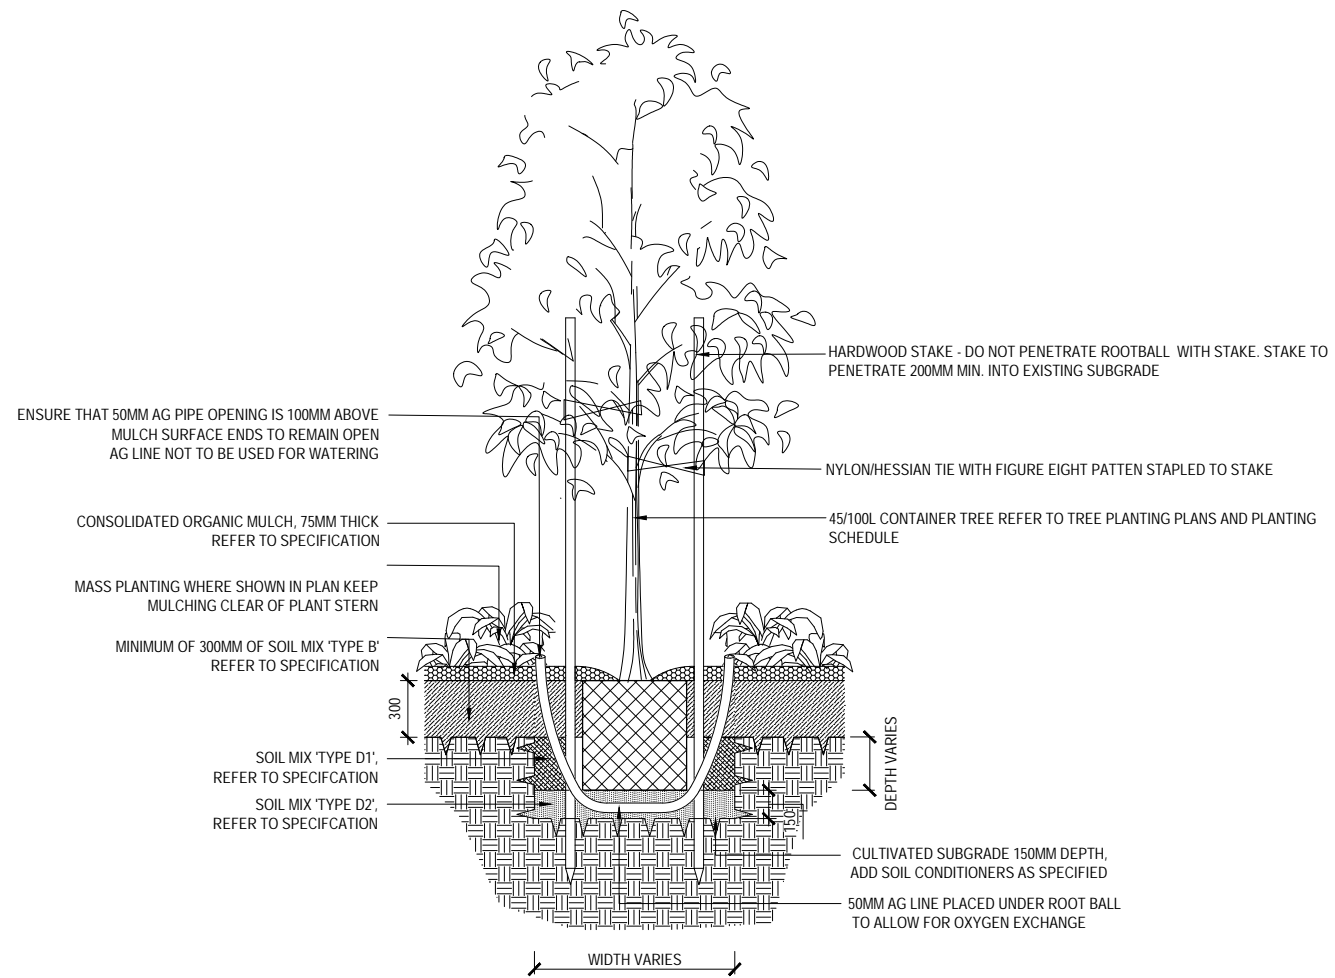 HARDWOOD STAKE - DO NOT PENETRATE ROOTBALL WITH STAKE. STAKE TO
PENETRATE 200MM MIN. INTO EXISTING SUBGRADE
ENSURE THAT 50MM AG PIPE OPENING IS 100MM ABOVE
MULCH SURFACE ENDS TO REMAIN OPEN
AG LINE NOT TO BE USED FOR WATERING
NYLON/HESSIAN TIE WITH FIGURE EIGHT PATTEN STAPLED TO STAKE
CONSOLIDATED ORGANIC MULCH, 75MM THICK
REFER TO SPECIFICATION
45/100L CONTAINER TREE REFER TO TREE PLANTING PLANS AND PLANTING
SCHEDULE
MASS PLANTING WHERE SHOWN IN PLAN KEEP
MULCHING CLEAR OF PLANT STERN
MINIMUM OF 300MM OF SOIL MIX 'TYPE B'
REFER TO SPECIFICATION
300
DEPTH VARIES
SOIL MIX 'TYPE D1',
REFER TO SPECIFCATION
SOIL MIX 'TYPE D2',
REFER TO SPECIFCATION
150
CULTIVATED SUBGRADE 150MM DEPTH,
ADD SOIL CONDITIONERS AS SPECIFIED
50MM AG LINE PLACED UNDER ROOT BALL
TO ALLOW FOR OXYGEN EXCHANGE
WIDTH VARIES